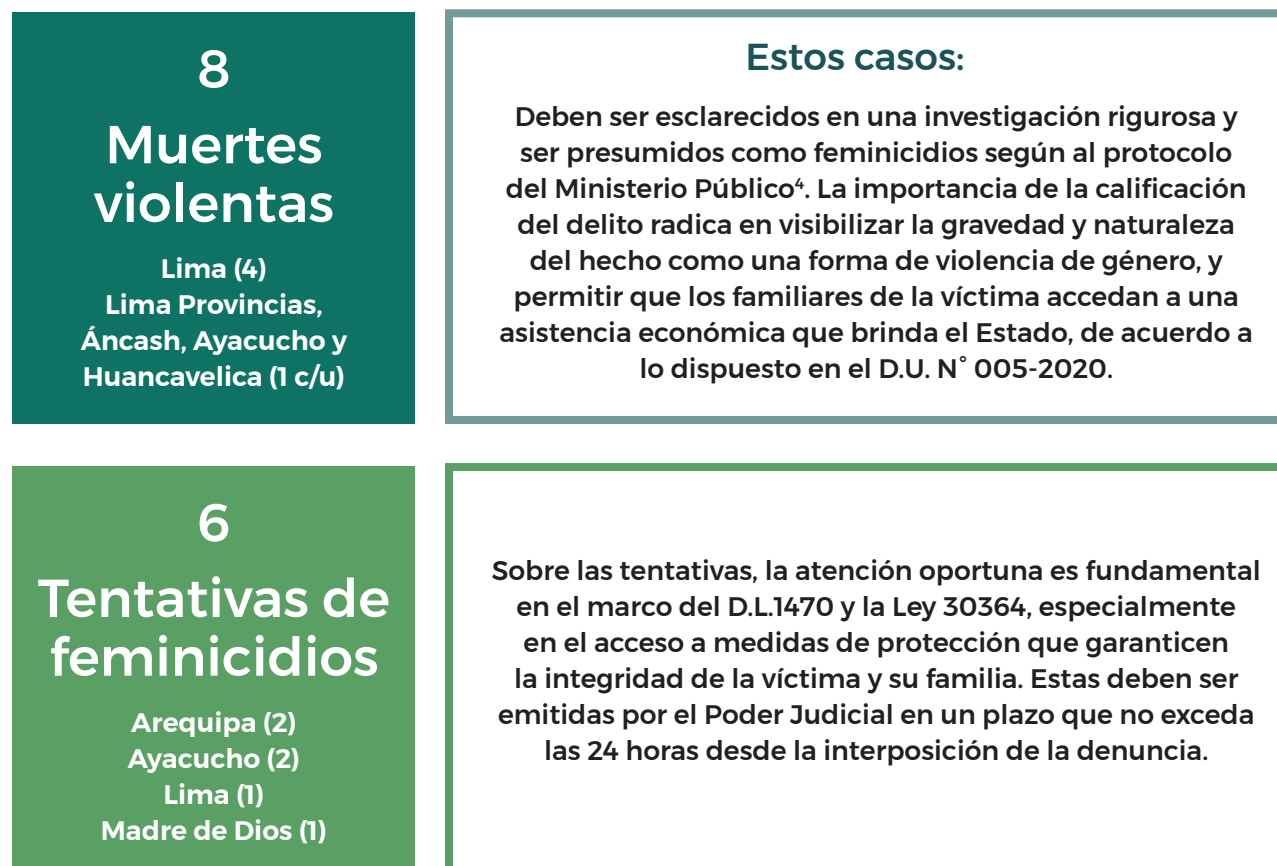 8
Muertes
violentas
Lima (4)
Lima Provincias,
Áncash, Ayacucho y
Huancavelica (1 c/u)
Estos casos:
Deben ser esclarecidos en una investigación rigurosa y
ser presumidos como feminicidios según al protocolo
del Ministerio Público⁴. La importancia de la calificación
del delito radica en visibilizar la gravedad y naturaleza
del hecho como una forma de violencia de género, y
permitir que los familiares de la víctima accedan a una
asistencia económica que brinda el Estado, de acuerdo a
lo dispuesto en el D.U. N° 005-2020.
6
Tentativas de
feminicidios
Arequipa (2)
Ayacucho (2)
Lima (1)
Madre de Dios (1)
Sobre las tentativas, la atención oportuna es fundamental
en el marco del D.L.1470 y la Ley 30364, especialmente
en el acceso a medidas de protección que garanticen
la integridad de la víctima y su familia. Estas deben ser
emitidas por el Poder Judicial en un plazo que no exceda
las 24 horas desde la interposición de la denuncia.